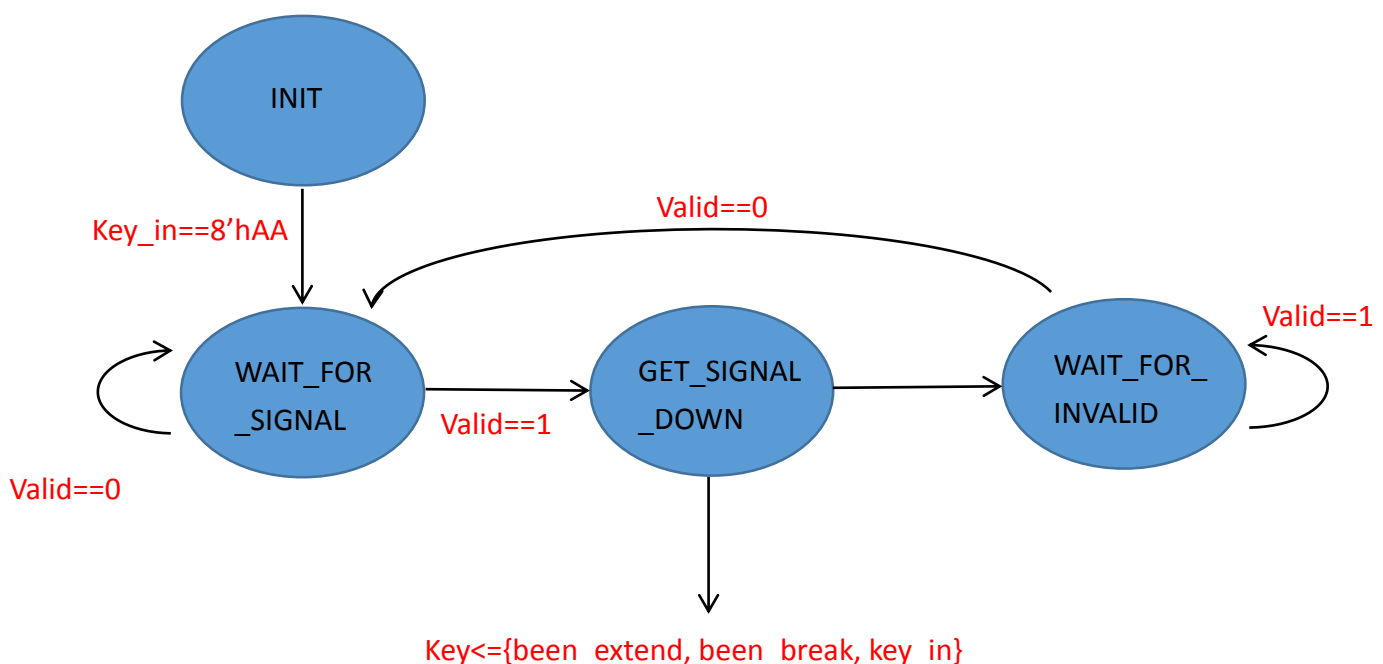 INIT
Key_in==8’hAA
Valid==0
WAIT_FOR
_SIGNAL
Valid==0
Valid==1
GET_SIGNAL
_DOWN
WAIT_FOR_
INVALID
Valid==1
Key<={been_extend, been_break, key_in}